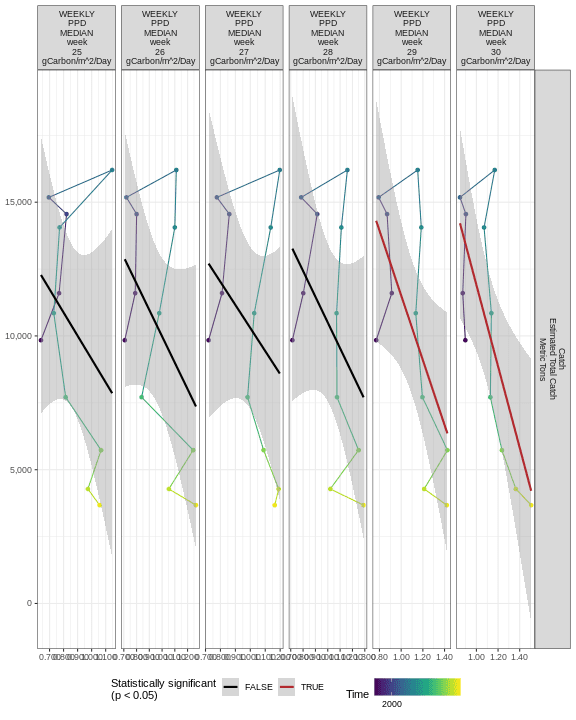 WEEKLY
PPD
MEDIAN
week
25
gCarbon/m^2/Day
WEEKLY
PPD
MEDIAN
week
26
gCarbon/m^2/Day
WEEKLY
PPD
MEDIAN
week
27
gCarbon/m^2/Day
WEEKLY
PPD
MEDIAN
week
28
gCarbon/m^2/Day
WEEKLY
PPD
MEDIAN
week
29
gCarbon/m^2/Day
WEEKLY
PPD
MEDIAN
week
30
gCarbon/m^2/Day
15,000
10,000
5,000
0
Catch
Estimated Total Catch
Metric Tons
0.80 1.00 1.20 1.40
1.00 1.20 1.40
Statistically significant
(p < 0.05)
FALSE
TRUE
Time
2000